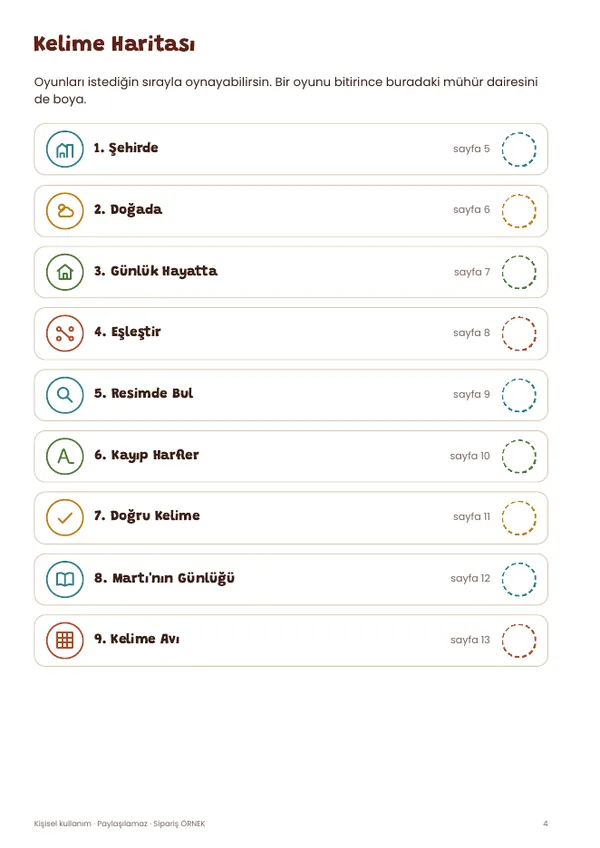 Kelime Haritası
Oyunları istediğin sırayla oynayabilirsin. Bir oyunu bitirince buradaki mühür dairesini
de boya.
1. Şehirde sayfa 5
2. Doğada sayfa 6
3. Günlük Hayatta sayfa 7
4. Eşleştir sayfa 8
5. Resimde Bul sayfa 9
6. Kayıp Harfler sayfa 10
7. Doğru Kelime sayfa 11
8. Martı'nın Günlüğü sayfa 12
9. Kelime Avı sayfa 13
Kişisel kullanım · Paylaşılamaz · Sipariş ÖRNEK 4